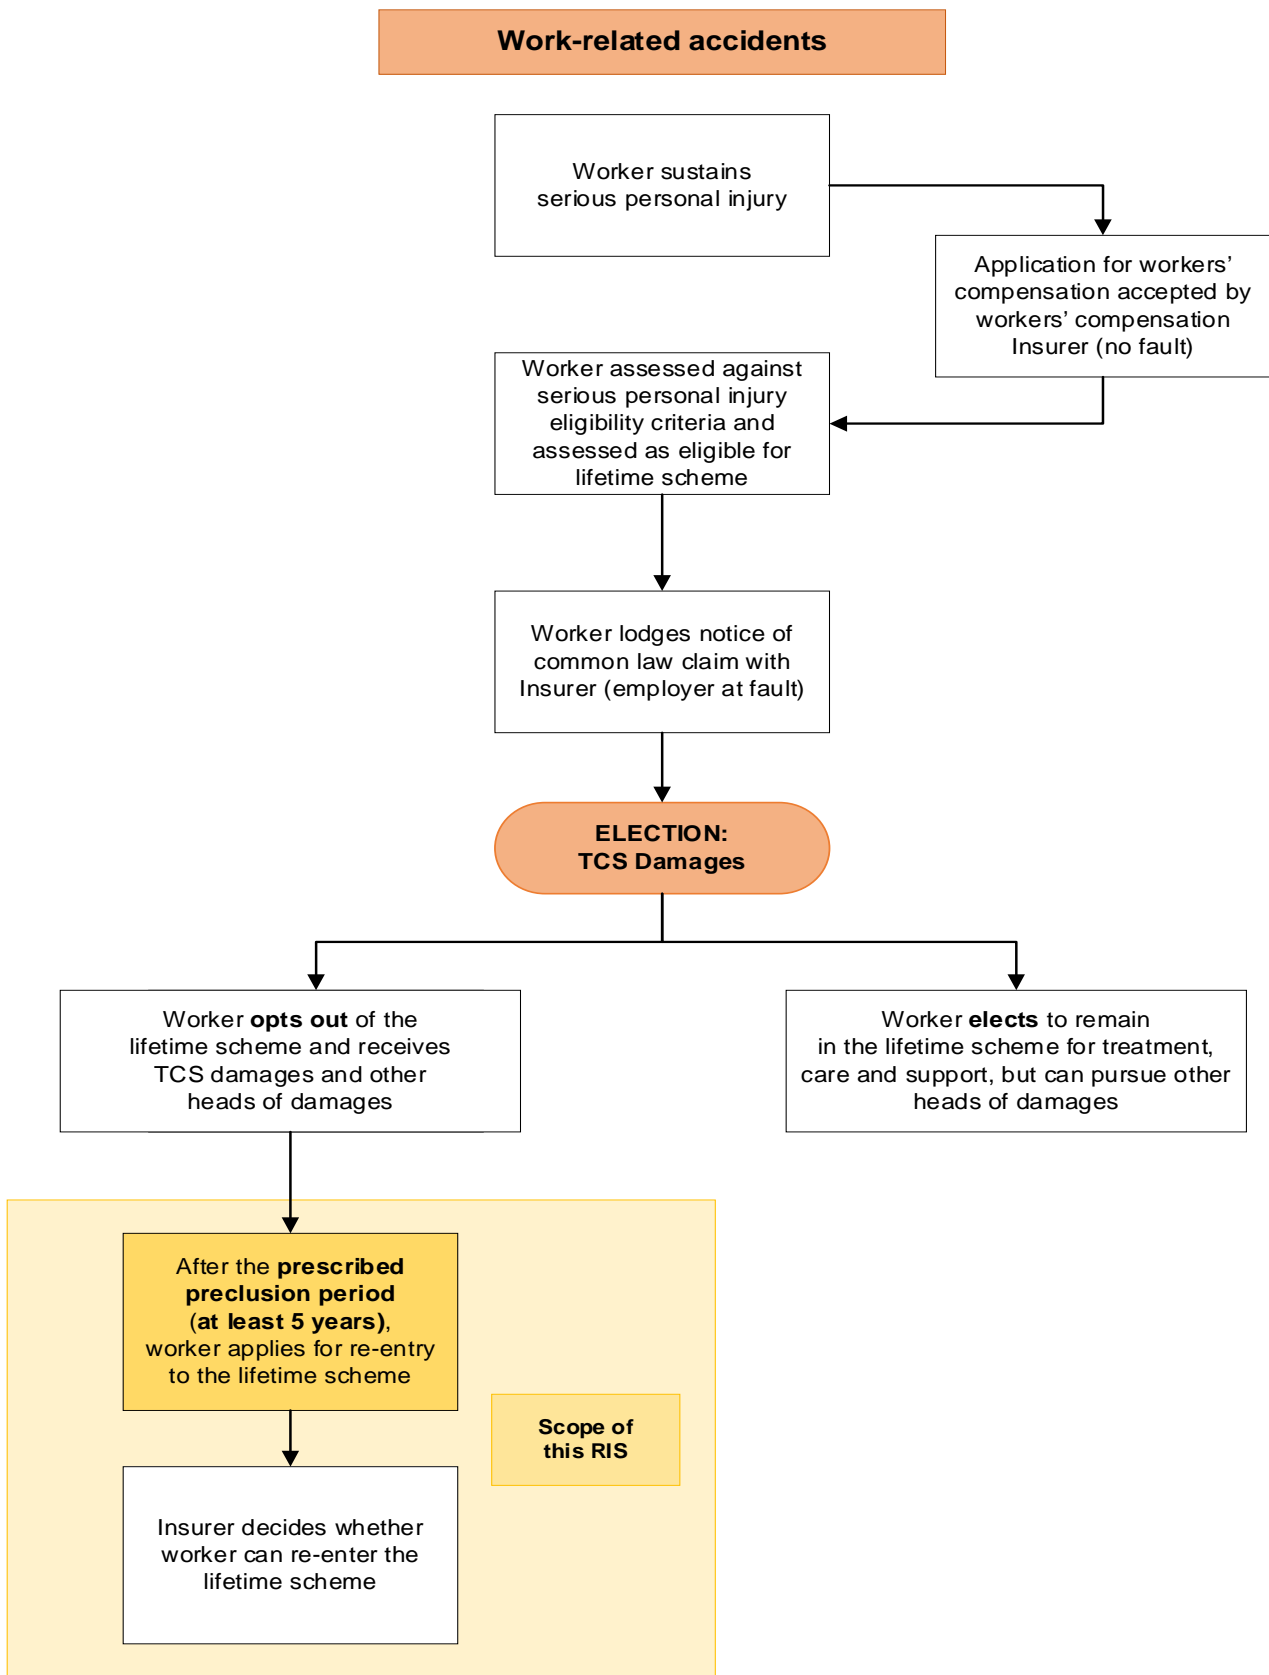 Work-related accidents
Worker sustains
serious personal injury
Application for workers’
compensation accepted by
workers’ compensation
Insurer (no fault)
Worker assessed against
serious personal injury
eligibility criteria and
assessed as eligible for
lifetime scheme
Worker lodges notice of
common law claim with
Insurer (employer at fault)
ELECTION:
TCS Damages
Worker opts out of the
lifetime scheme and receives
TCS damages and other
heads of damages
Worker elects to remain
in the lifetime scheme for treatment,
care and support, but can pursue other
heads of damages
After the prescribed
preclusion period
(at least 5 years),
worker applies for re-entry
to the lifetime scheme
Scope of
this RIS
Insurer decides whether
worker can re-enter the
lifetime scheme